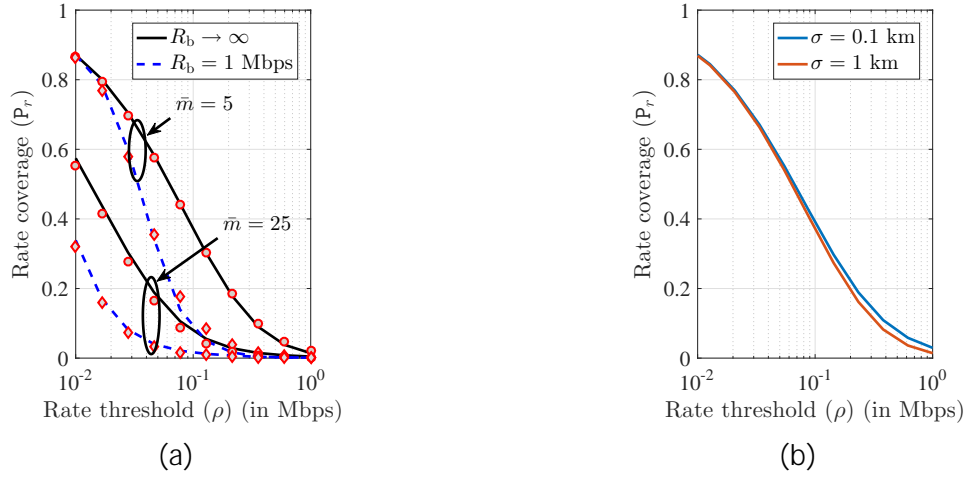 R_b → ∞
R_b = 1 Mbps
m̄ = 5
m̄ = 25
Rate coverage (P_r)
1
0.8
0.6
0.4
0.2
0
10^-2
10^-1
10^0
Rate threshold (ρ) (in Mbps)
(a)
σ = 0.1 km
σ = 1 km
Rate coverage (P_r)
1
0.8
0.6
0.4
0.2
0
10^-2
10^-1
10^0
Rate threshold (ρ) (in Mbps)
(b)